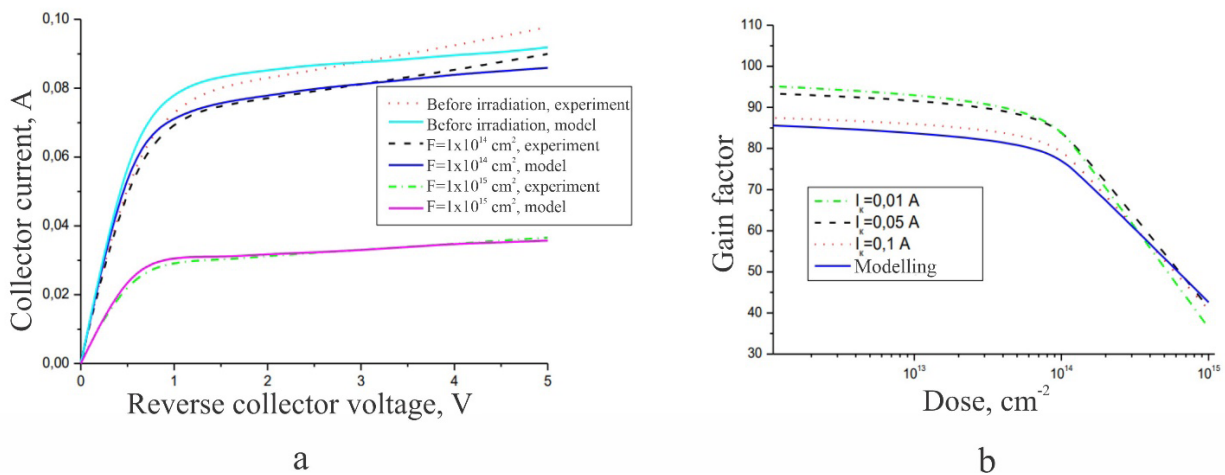 0,10
0,08
0,06
0,04
0,02
0,00
Collector current, A
0
1
2
3
4
5
Reverse collector voltage, V
Before irradiation, experiment
Before irradiation, model
F=1x10¹⁴ cm², experiment
F=1x10¹⁴ cm², model
F=1x10¹⁵ cm², experiment
F=1x10¹⁵ cm², model
a
110
100
90
80
70
60
50
40
30
Gain factor
10¹³
10¹⁴
10¹⁵
Dose, cm⁻²
Iк=0,01 A
Iк=0,05 A
Iк=0,1 A
Modelling
b